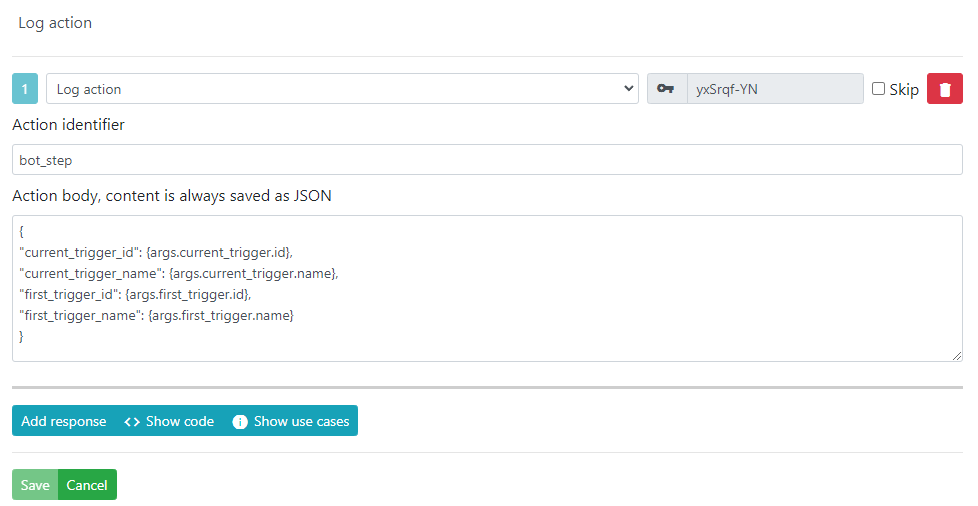 Log action
1 Log action yxSrqf-YN Skip
Action identifier
bot_step
Action body, content is always saved as JSON
{
"current_trigger_id": {args.current_trigger.id},
"current_trigger_name": {args.current_trigger.name},
"first_trigger_id": {args.first_trigger.id},
"first_trigger_name": {args.first_trigger.name}
}
Add response <> Show code Show use cases
Save Cancel